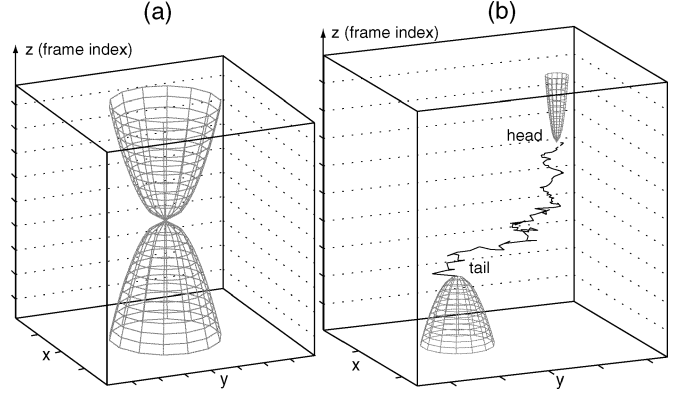 (a)
z (frame index)
x
y
(b)
z (frame index)
head
tail
x
y